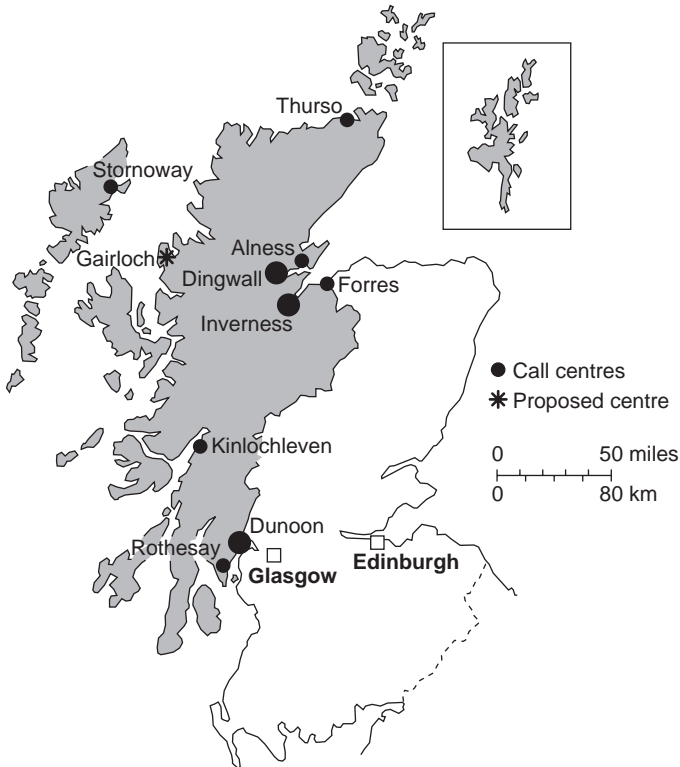 Thurso
Stornoway
Gairloch
Alness
Dingwall
Forres
Inverness
Call centres
Proposed centre
Kinlochleven
0 50 miles
0 80 km
Dunoon
Rothesay
Glasgow
Edinburgh